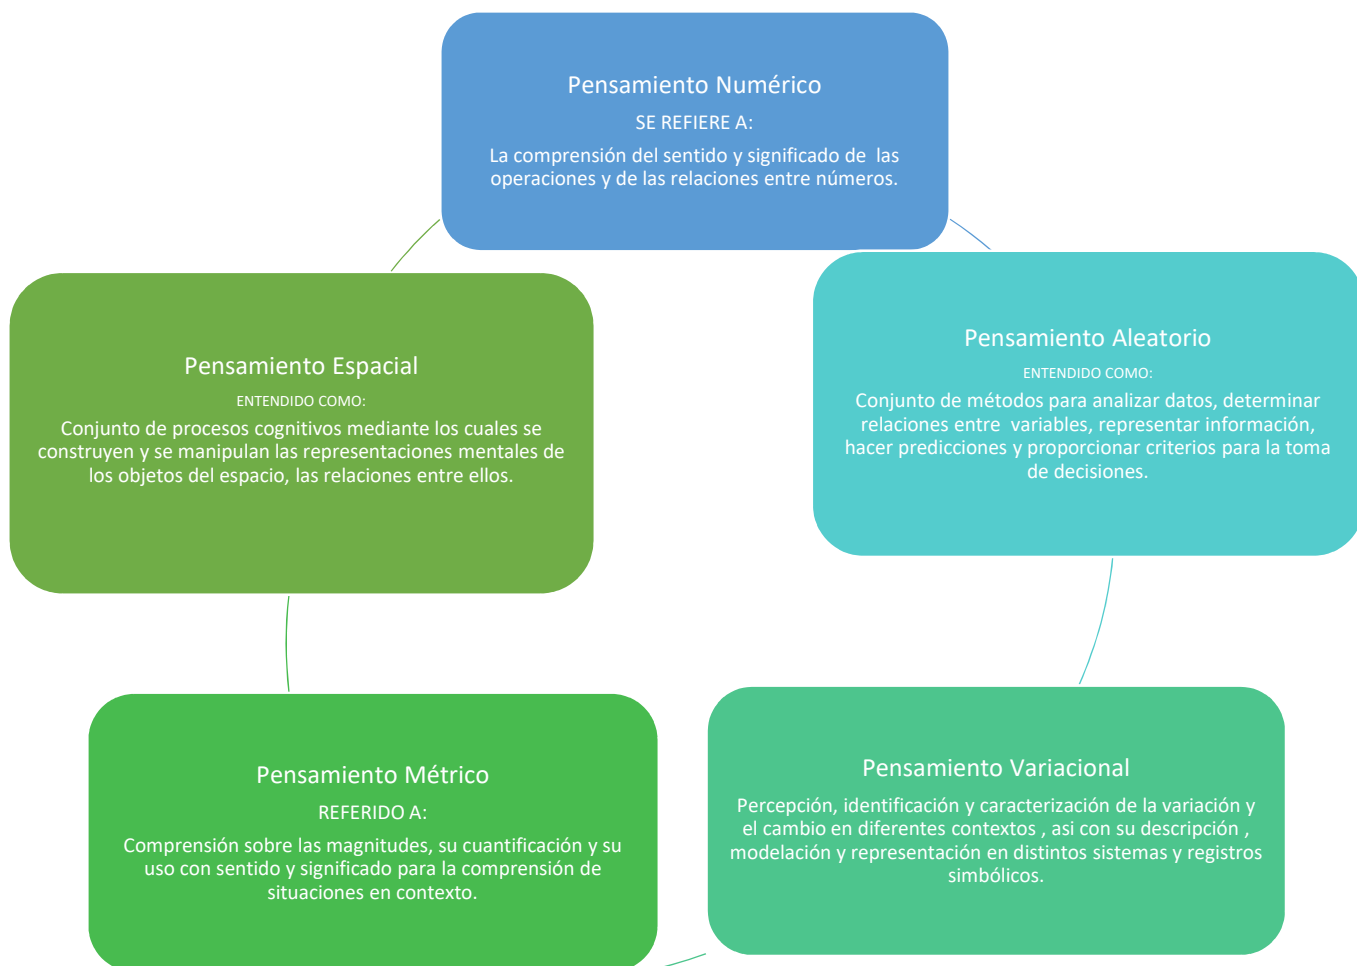 Pensamiento Numérico
SE REFIERE A:
La comprensión del sentido y significado de las
operaciones y de las relaciones entre números.
Pensamiento Aleatorio
ENTENDIDO COMO:
Conjunto de métodos para analizar datos, determinar
relaciones entre variables, representar información,
hacer predicciones y proporcionar criterios para la toma
de decisiones.
Pensamiento Espacial
ENTENDIDO COMO:
Conjunto de procesos cognitivos mediante los cuales se
construyen y se manipulan las representaciones mentales de
los objetos del espacio, las relaciones entre ellos.
Pensamiento Variacional
Percepción, identificación y caracterización de la variación y
el cambio en diferentes contextos , asi con su descripción ,
modelación y representación en distintos sistemas y registros
simbólicos.
Pensamiento Métrico
REFERIDO A:
Comprensión sobre las magnitudes, su cuantificación y su
uso con sentido y significado para la comprensión de
situaciones en contexto.